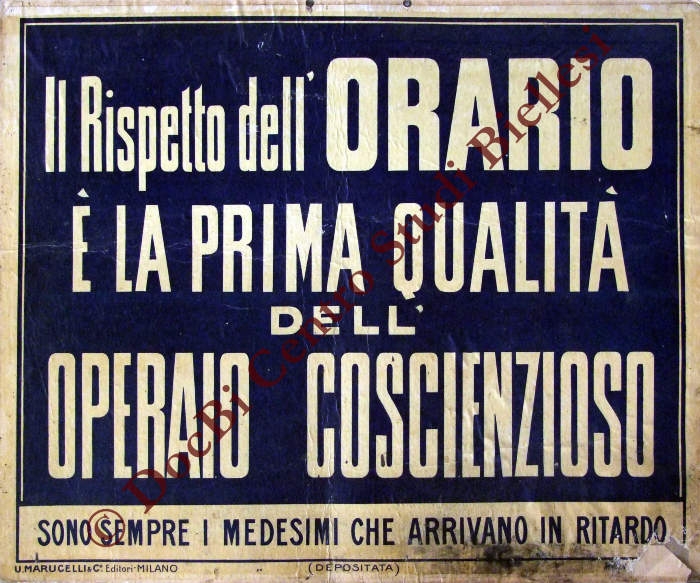 Il Rispetto dell' ORARIO
È LA PRIMA QUALITÀ
DELL'
OPERAIO COSCIENZIOSO
SONO SEMPRE I MEDESIMI CHE ARRIVANO IN RITARDO
U. MARUCELLI & C°. Editori - MILANO (DEPOSITATA)
© DocBi Centro Studi Biellesi